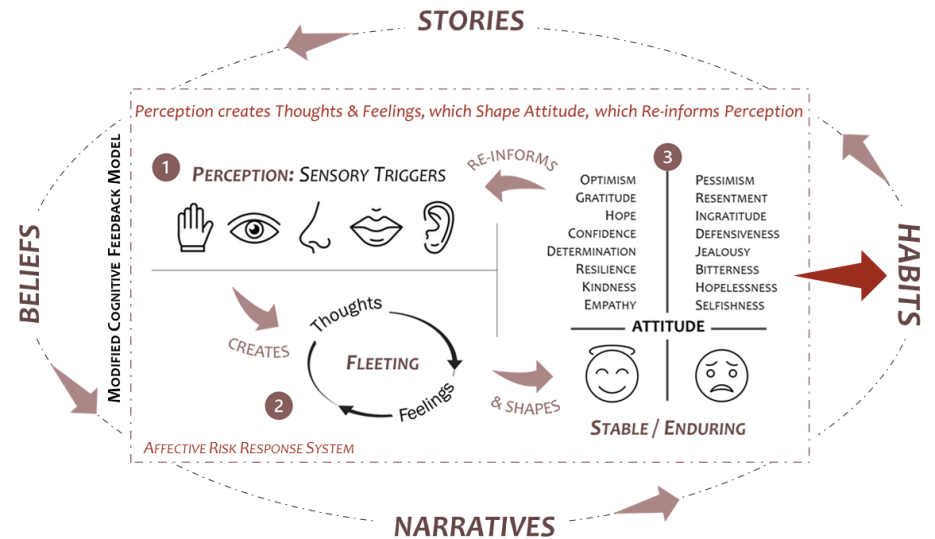 STORIES
Perception creates Thoughts & Feelings, which Shape Attitude, which Re-informs Perception
MODIFIED COGNITIVE FEEDBACK MODEL
1
PERCEPTION: SENSORY TRIGGERS
RE-INFORMS
3
OPTIMISM
GRATITUDE
HOPE
CONFIDENCE
DETERMINATION
RESILIENCE
KINDNESS
EMPATHY
PESSIMISM
RESENTMENT
INGRATITUDE
DEFENSIVENESS
JEALOUSY
BITTERNESS
HOPELESSNESS
SELFISHNESS
ATTITUDE
BELIEFS
HABITS
CREATES
Thoughts
FLEETING
Feelings
2
& SHAPES
STABLE / ENDURING
AFFECTIVE RISK RESPONSE SYSTEM
NARRATIVES